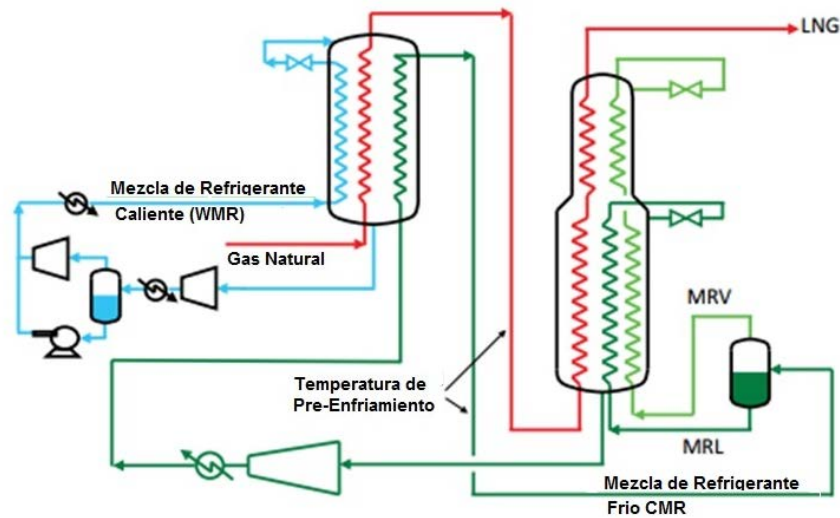 LNG
Mezcla de Refrigerante
Caliente (WMR)
Gas Natural
MRV
Temperatura de
Pre-Enfriamiento
MRL
Mezcla de Refrigerante
Frio CMR